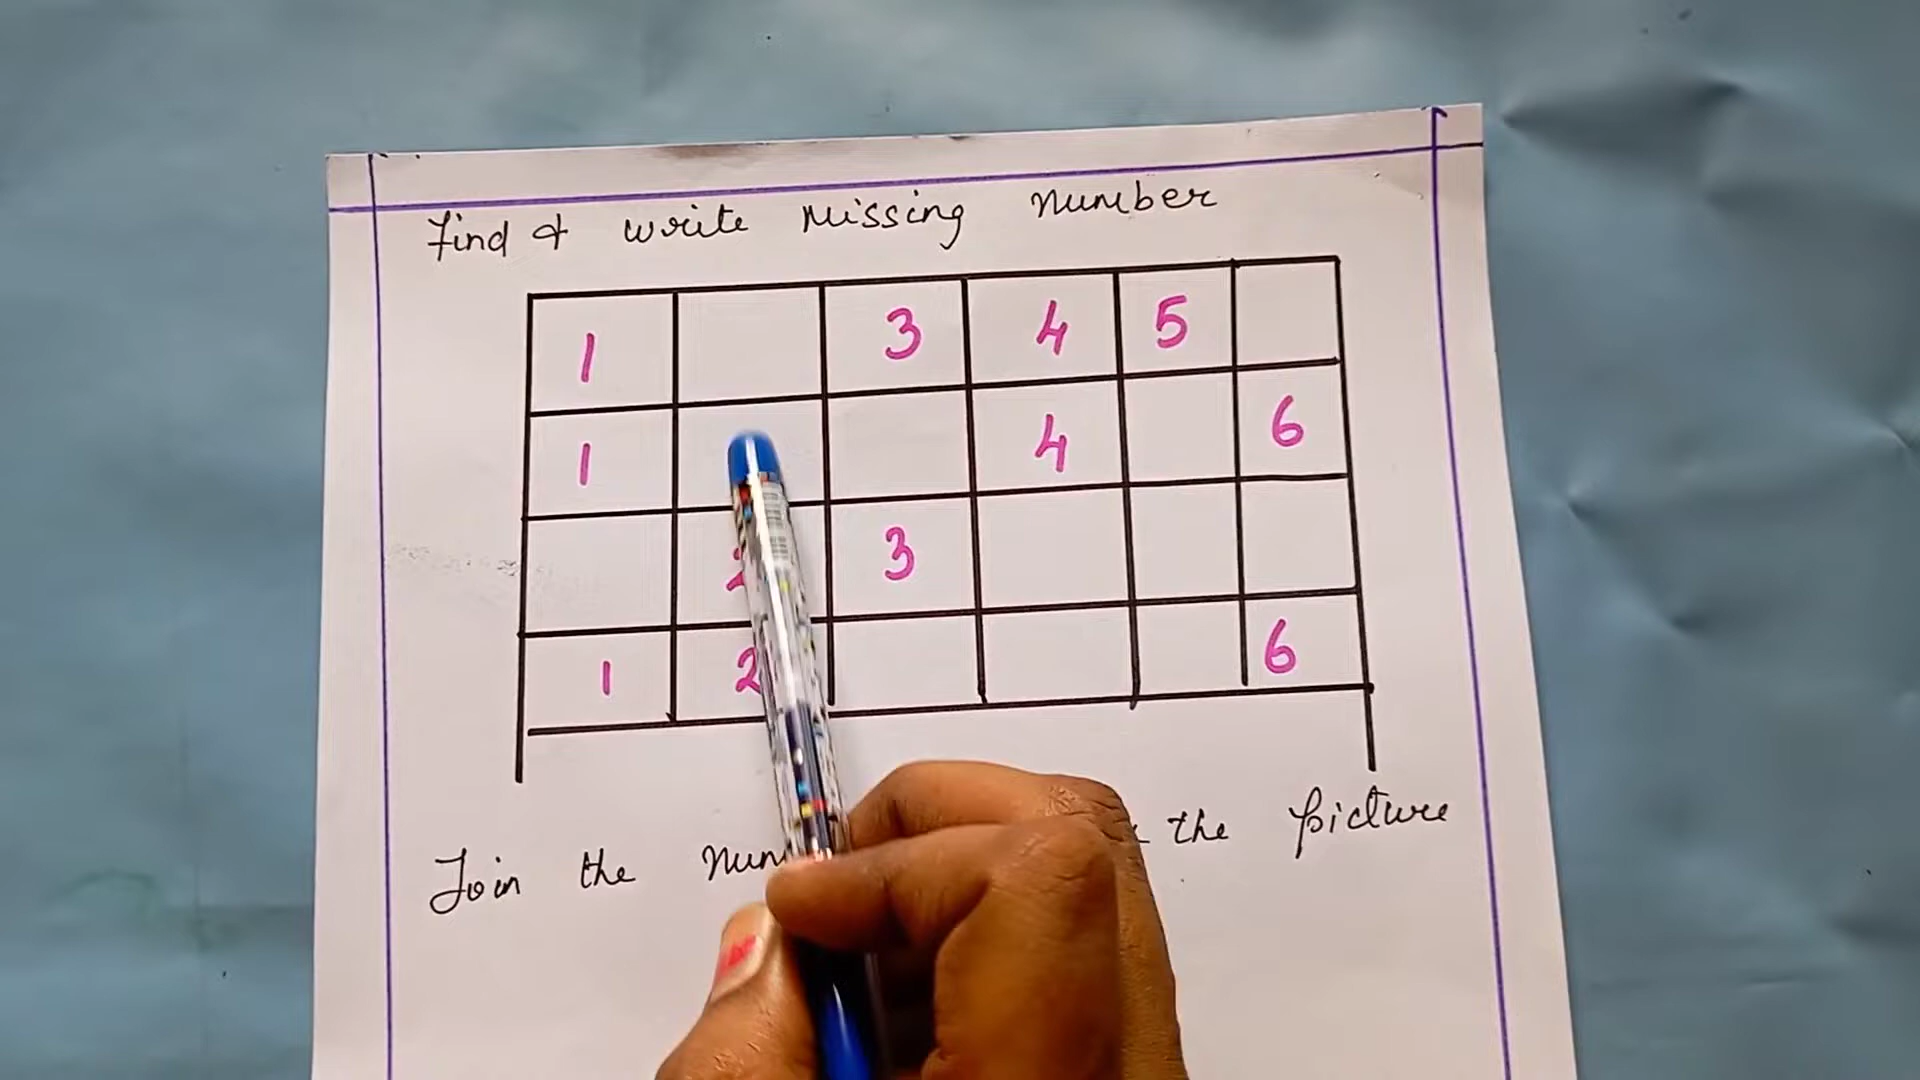 Find & write Missing Number
1 3 4 5
1 4 6
2 3
1 2 6
Join the the picture